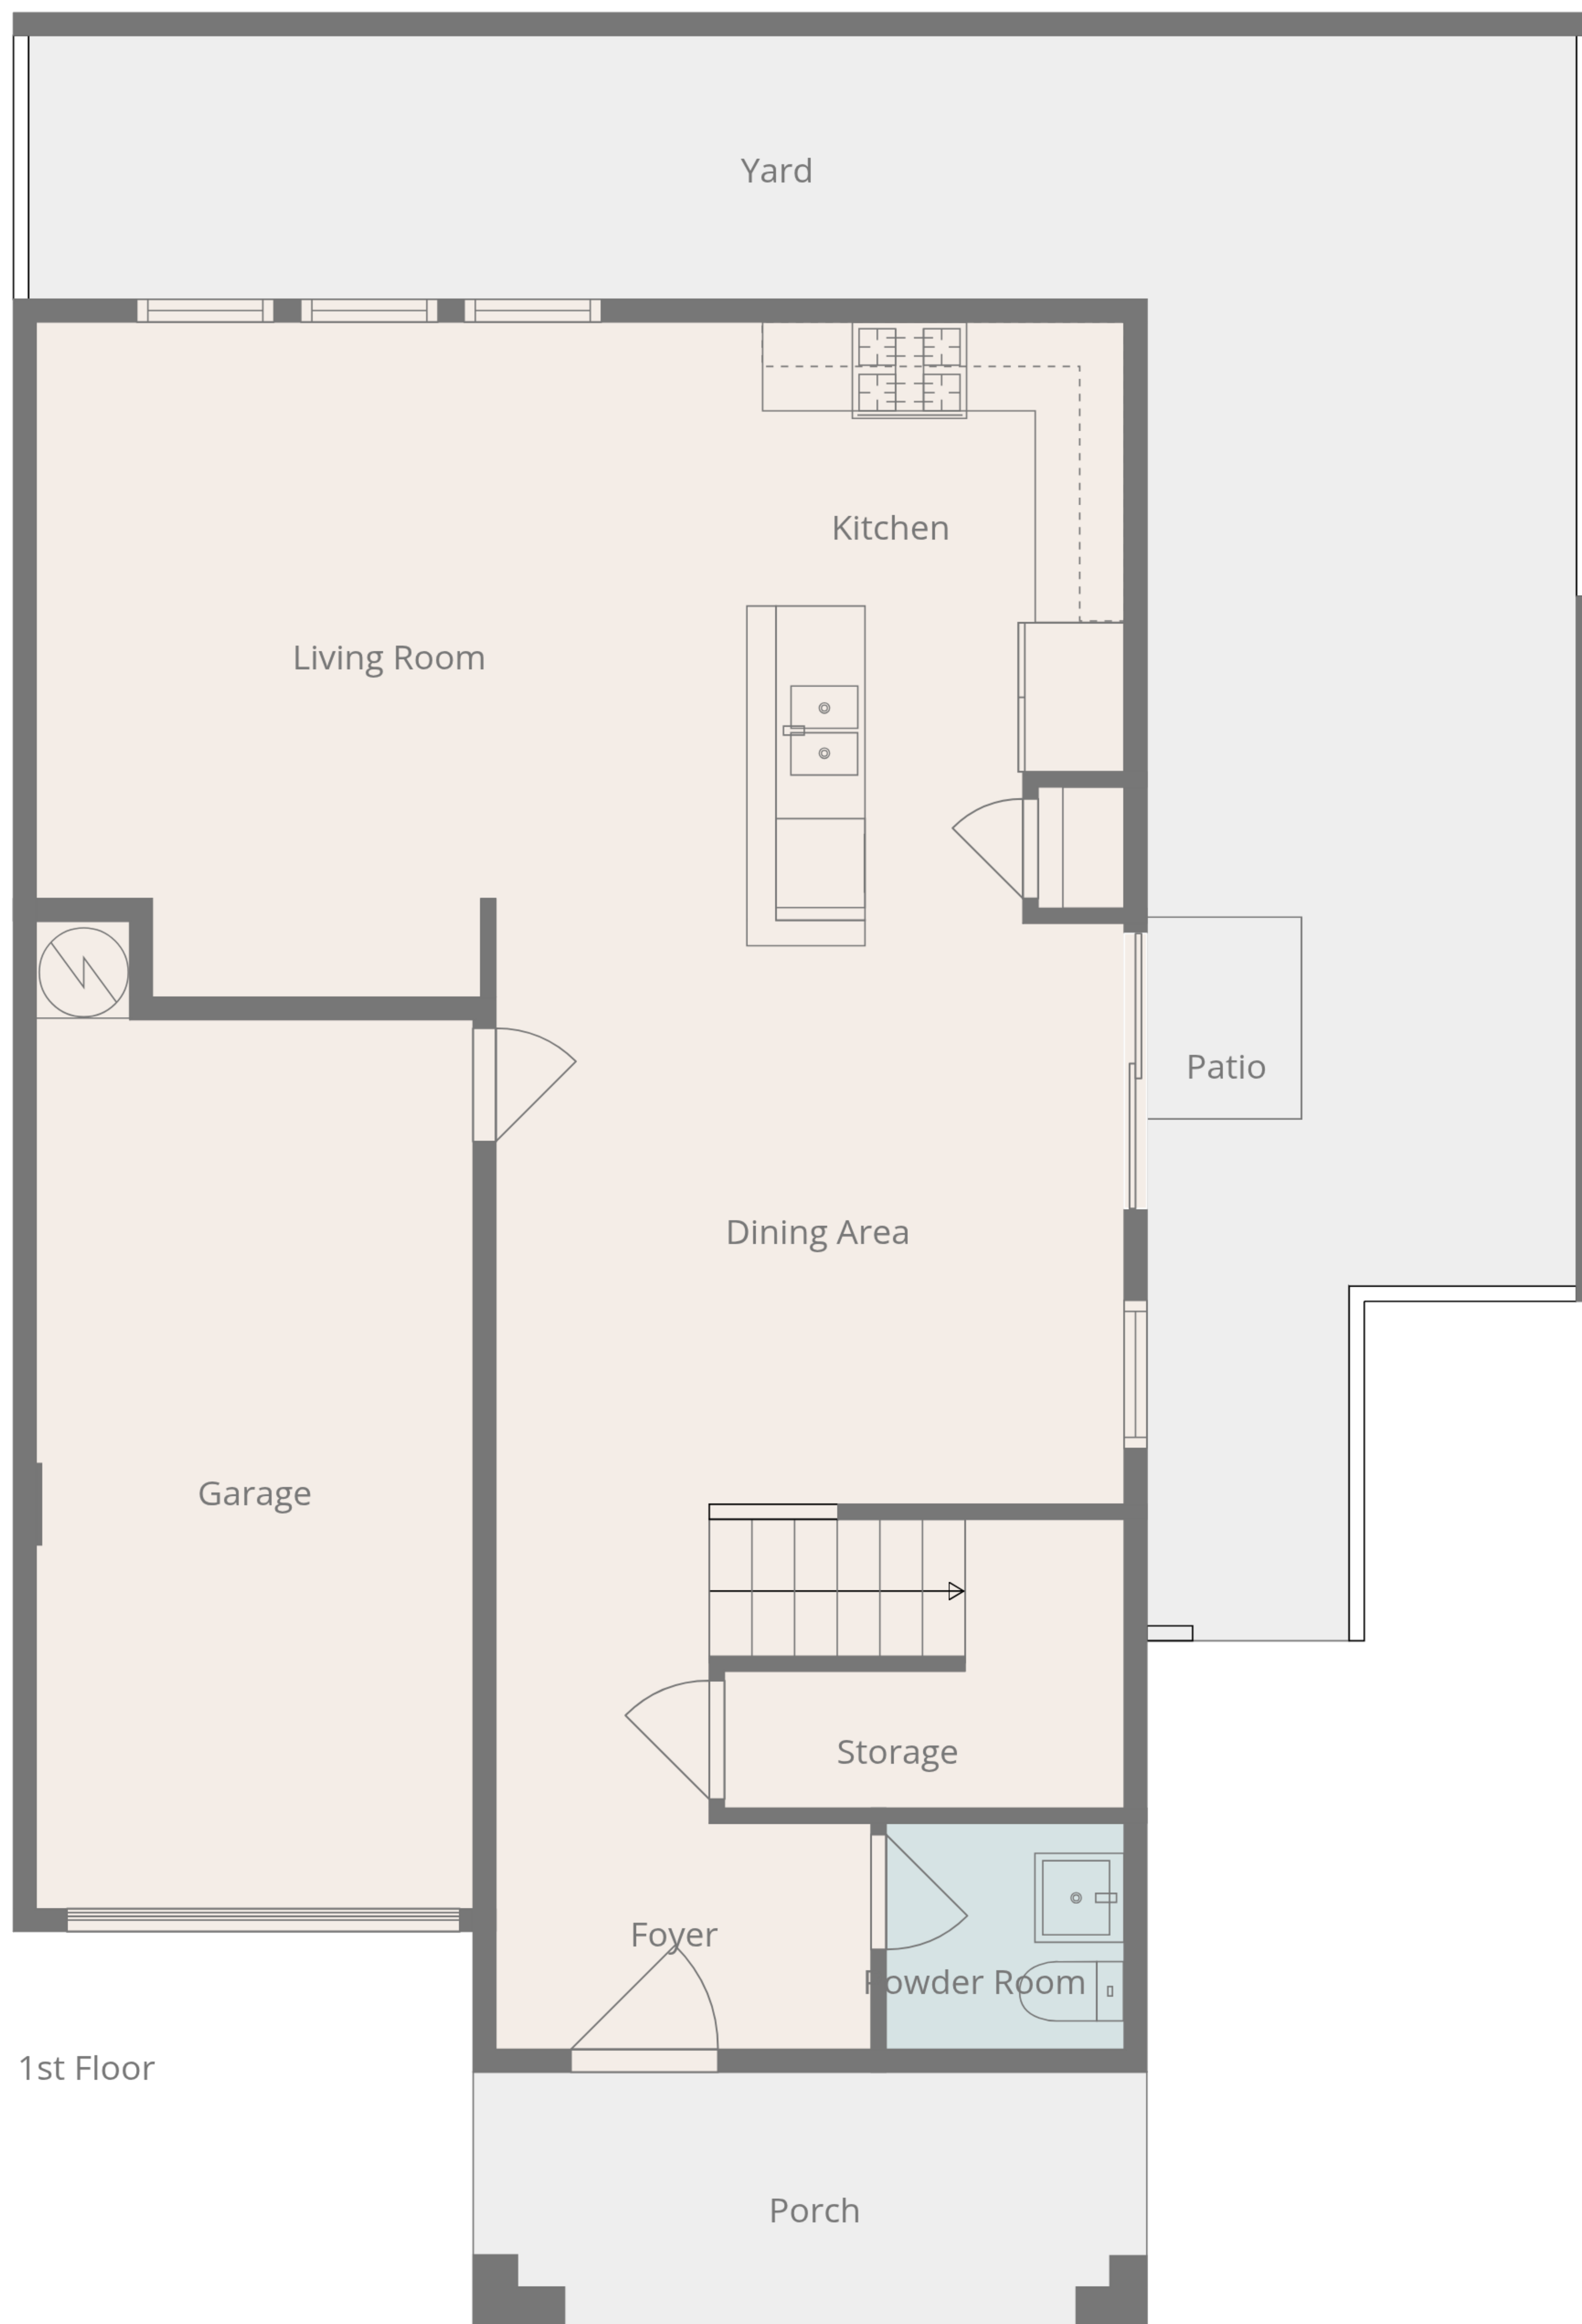 Yard
Kitchen
Living Room
Patio
Dining Area
Garage
Storage
Foyer
Powder Room
1st Floor
Porch